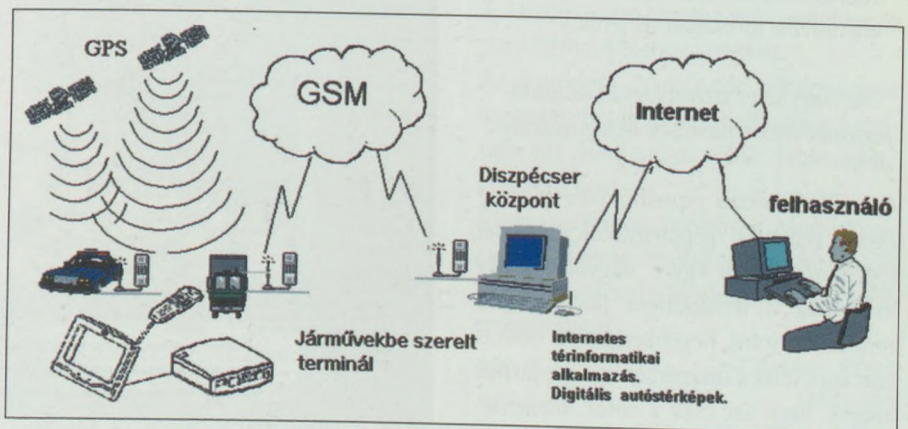 GPS
GSM
Internet
Diszpécser
központ
felhasználó
Járművekbe szerelt
terminál
Internetes
térinformatikai
alkalmazás.
Digitális autóstérképek.